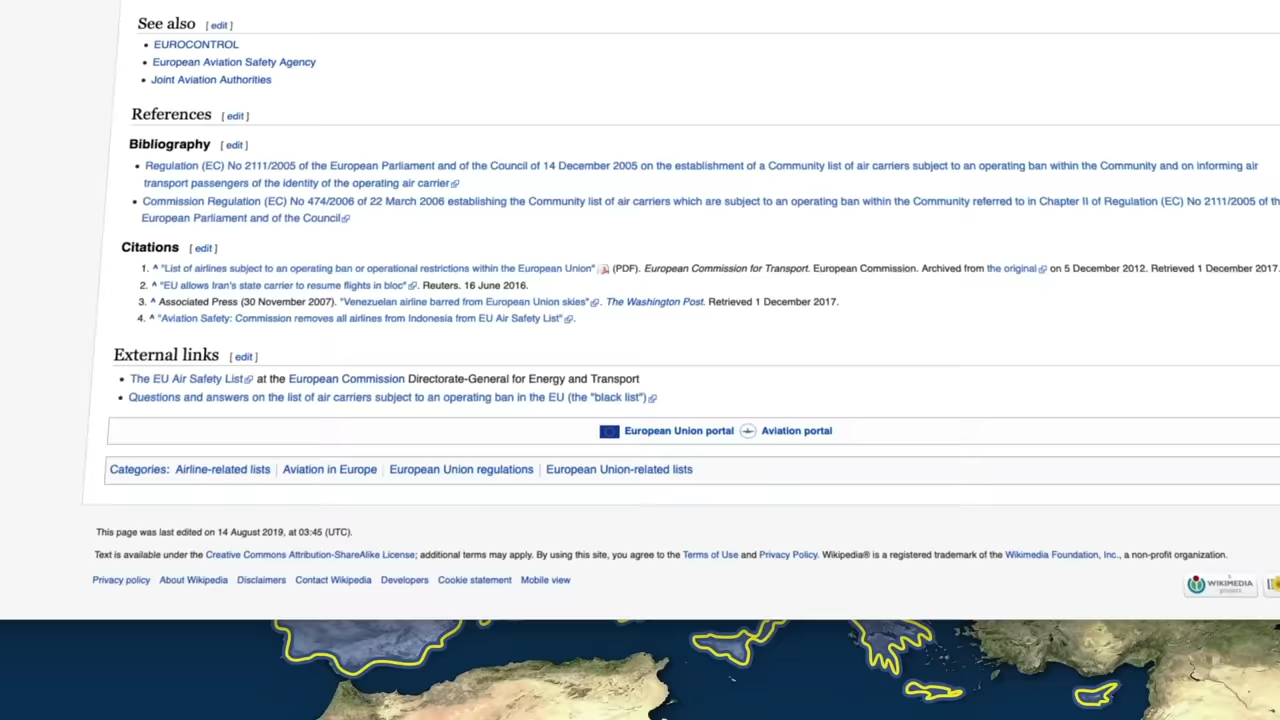 See also [ edit ]
• EUROCONTROL
• European Aviation Safety Agency
• Joint Aviation Authorities
References [ edit ]
Bibliography [ edit ]
• Regulation (EC) No 2111/2005 of the European Parliament and of the Council of 14 December 2005 on the establishment of a Community list of air carriers subject to an operating ban within the Community and on informing air
transport passengers of the identity of the operating air carrier
• Commission Regulation (EC) No 474/2006 of 22 March 2006 establishing the Community list of air carriers which are subject to an operating ban within the Community referred to in Chapter II of Regulation (EC) No 2111/2005 of th
European Parliament and of the Council
Citations [ edit ]
1. ^ "List of airlines subject to an operating ban or operational restrictions within the European Union" (PDF). European Commission for Transport. European Commission. Archived from the original on 5 December 2012. Retrieved 1 December 2017.
2. ^ "EU allows Iran's state carrier to resume flights in bloc". Reuters. 16 June 2016.
3. ^ Associated Press (30 November 2007). "Venezuelan airline barred from European Union skies". The Washington Post. Retrieved 1 December 2017.
4. ^ "Aviation Safety: Commission removes all airlines from Indonesia from EU Air Safety List".
External links [ edit ]
• The EU Air Safety List at the European Commission Directorate-General for Energy and Transport
• Questions and answers on the list of air carriers subject to an operating ban in the EU (the "black list")
European Union portal Aviation portal
Categories: Airline-related lists | Aviation in Europe | European Union regulations | European Union-related lists
This page was last edited on 14 August 2019, at 03:45 (UTC).
Text is available under the Creative Commons Attribution-ShareAlike License; additional terms may apply. By using this site, you agree to the Terms of Use and Privacy Policy. Wikipedia® is a registered trademark of the Wikimedia Foundation, Inc., a non-profit organization.
Privacy policy About Wikipedia Disclaimers Contact Wikipedia Developers Cookie statement Mobile view
WIKIMEDIA
project